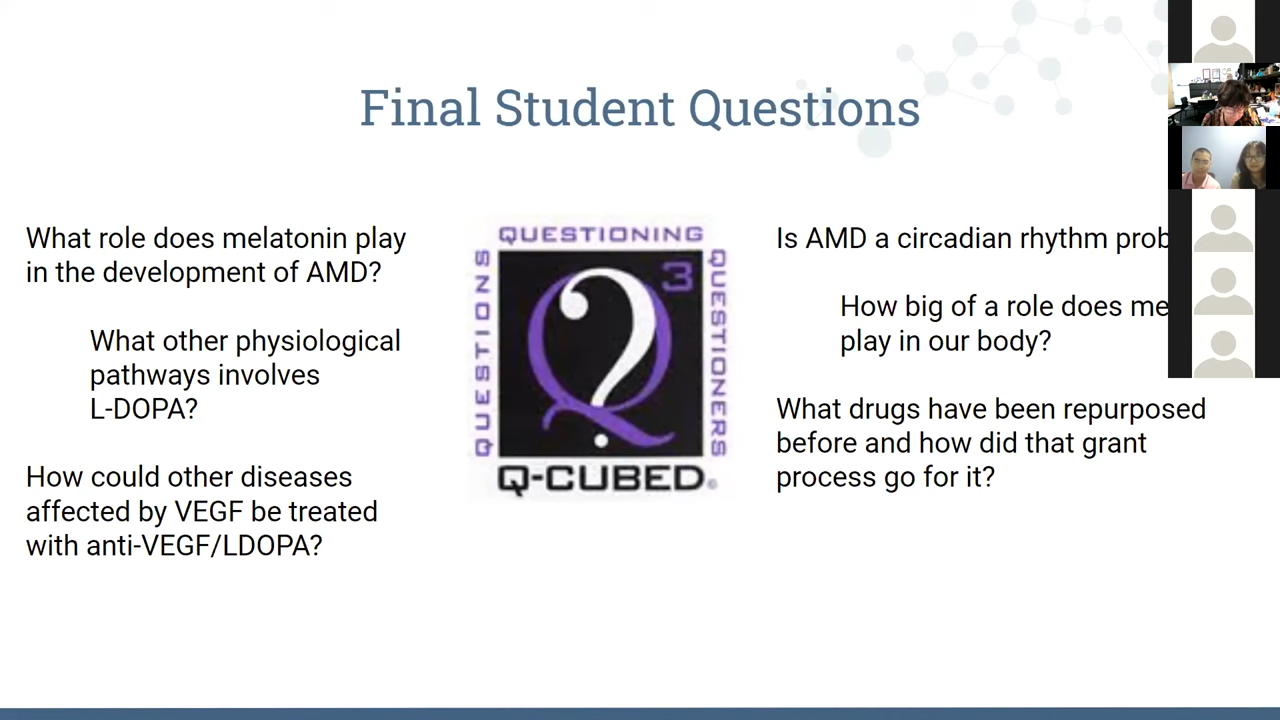 Final Student Questions
What role does melatonin play
in the development of AMD?
What other physiological
pathways involves
L-DOPA?
How could other diseases
affected by VEGF be treated
with anti-VEGF/LDOPA?
QUESTIONING
QUESTIONS
QUESTIONERS
3
Q-CUBED
Is AMD a circadian rhythm
How big of a role does
play in our body?
What drugs have been repurposed
before and how did that grant
process go for it?